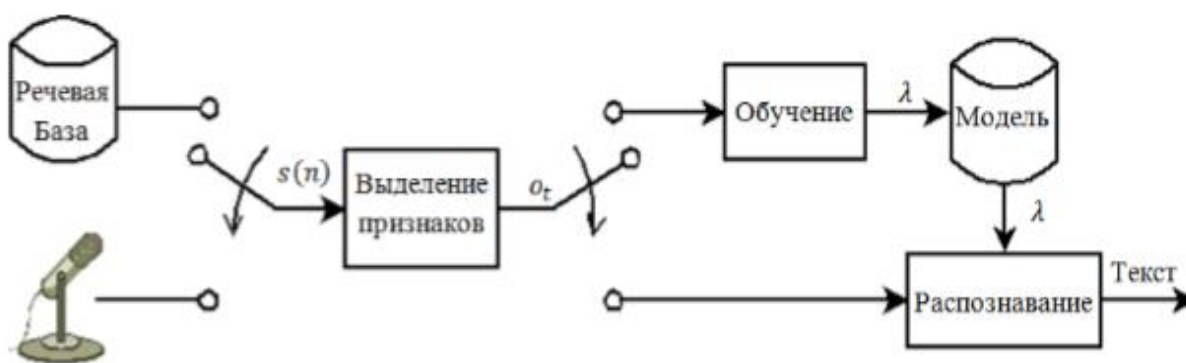 Речевая
База
s(n)
Выделение
признаков
o_t
Обучение
λ
Модель
λ
Распознавание
Текст